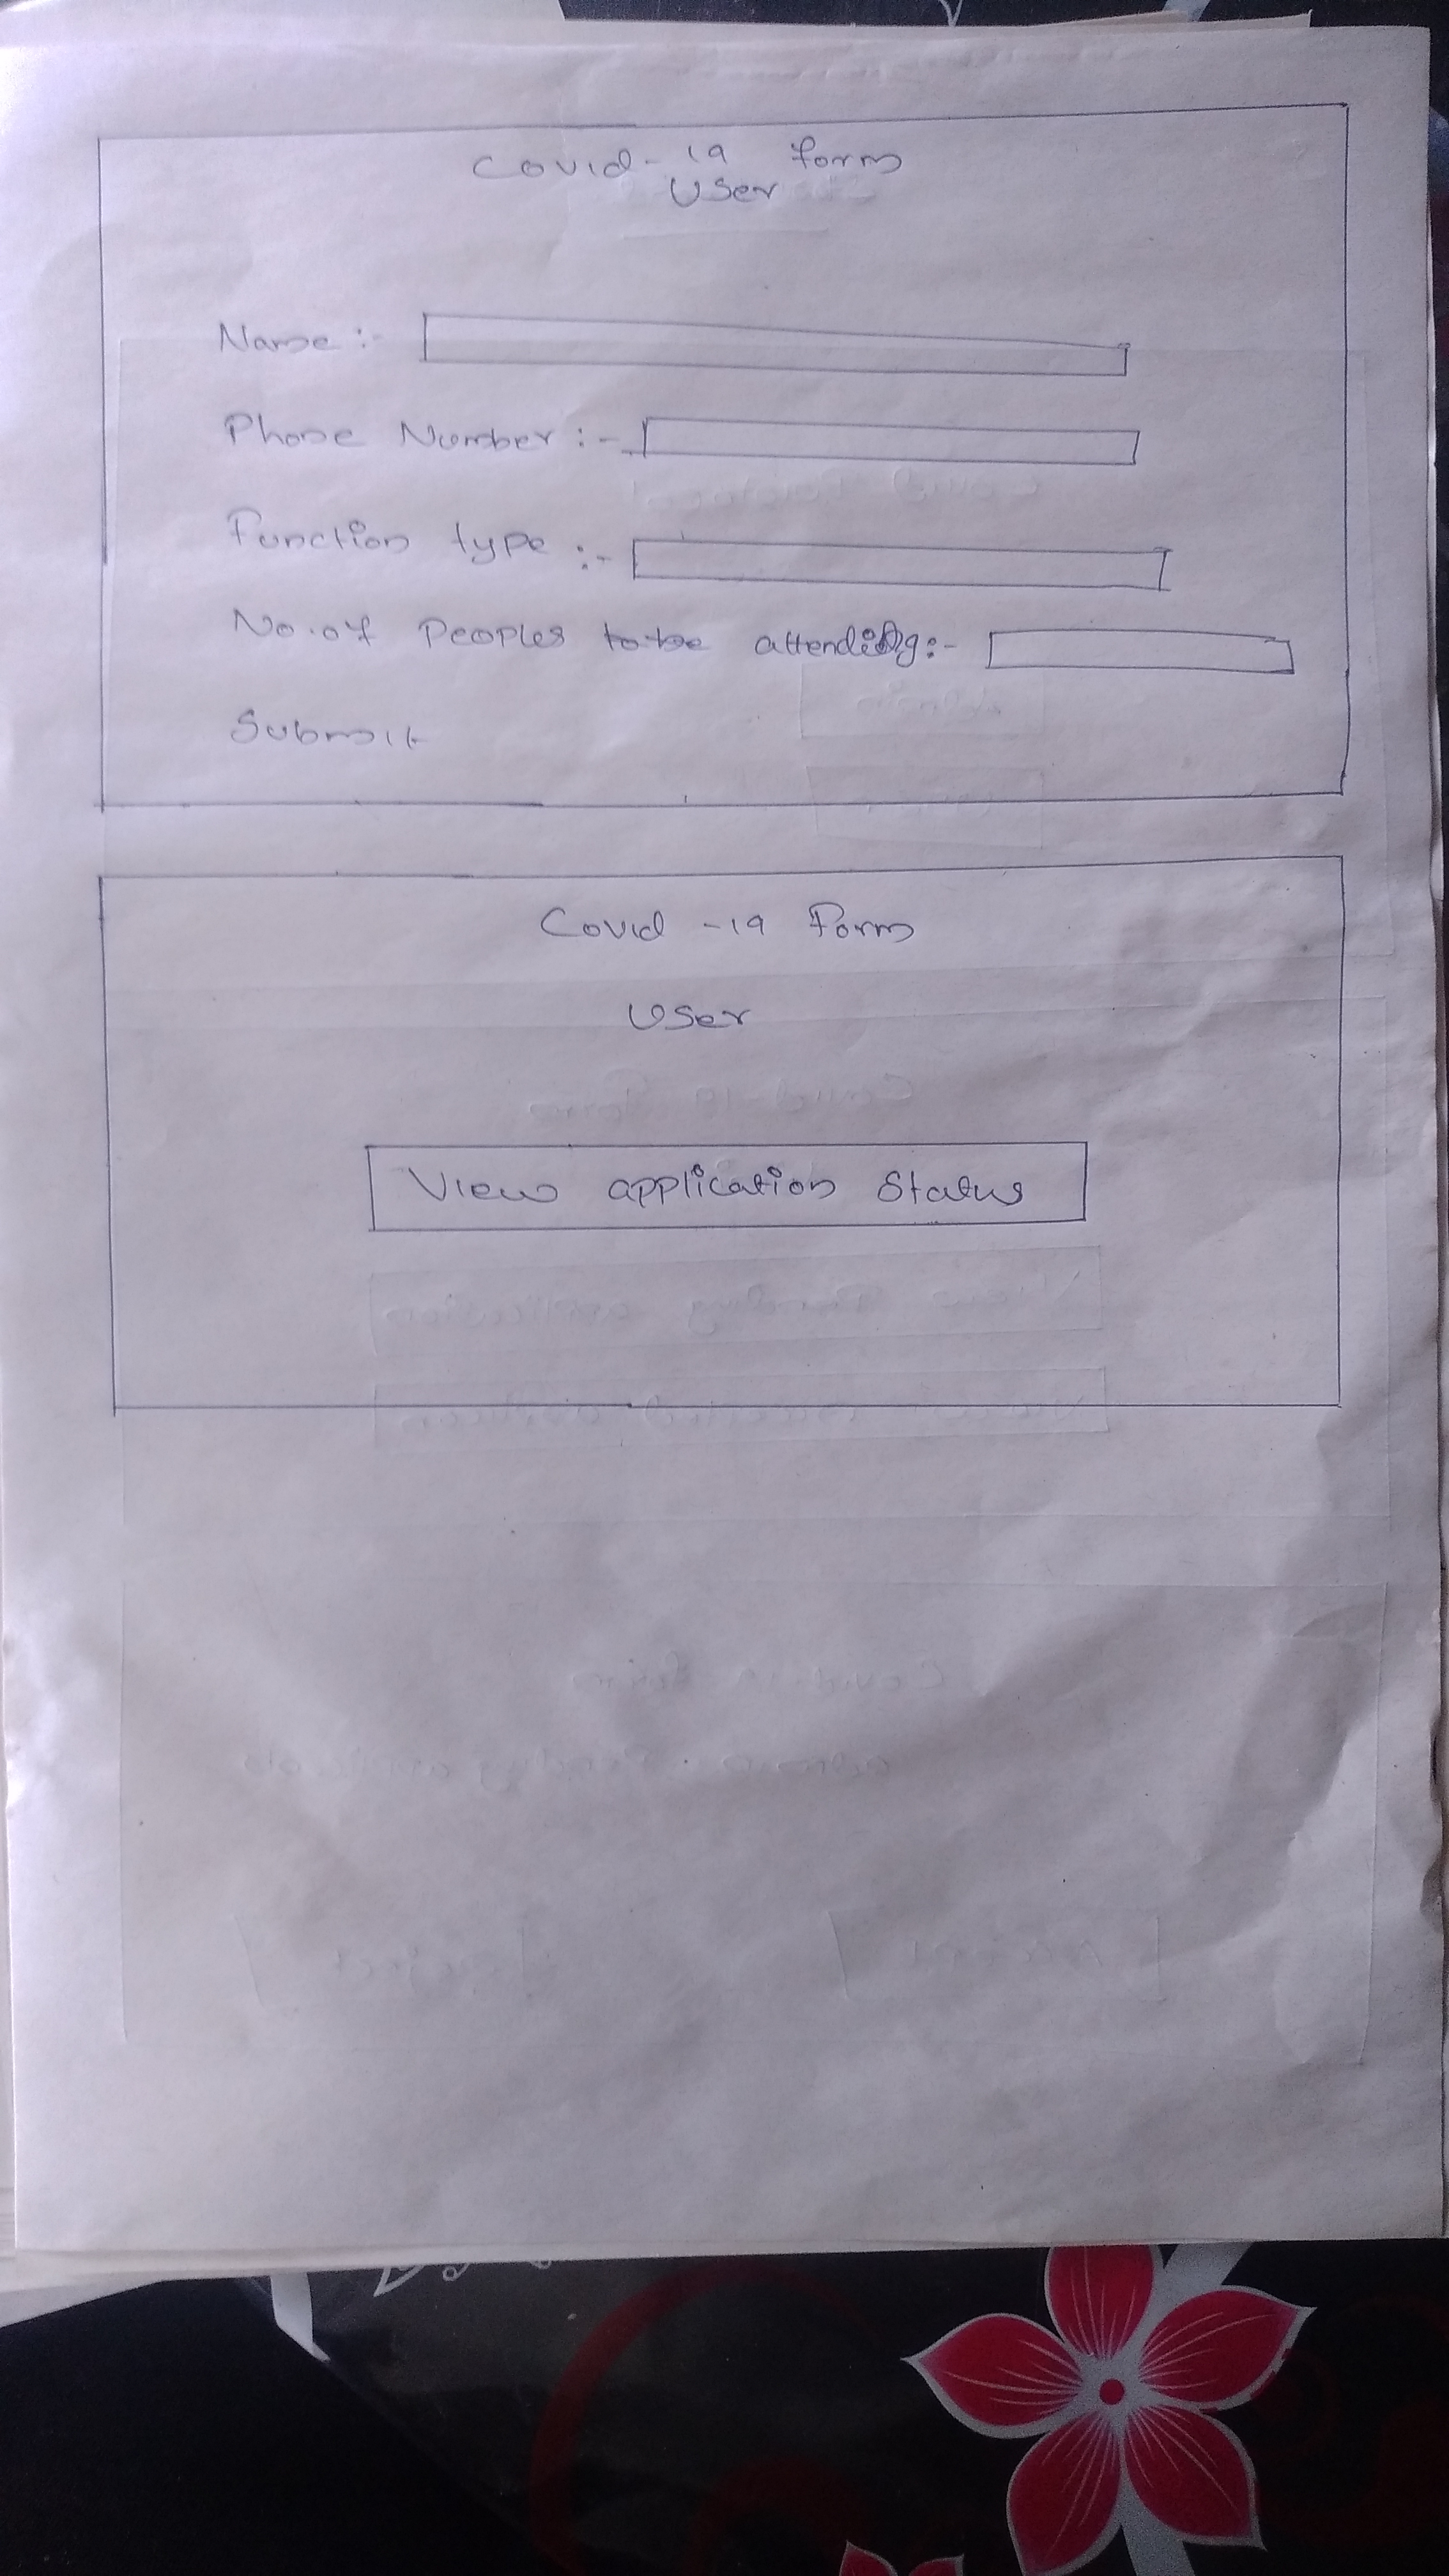 Covid-19 form
User
Name :-
Phone Number :-
Function type :-
No. of Peoples to be attending:-
Submit
Covid -19 Form
User
View application Status